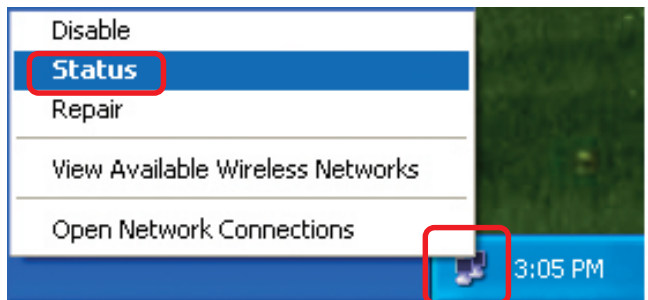 Disable
Status
Repair
View Available Wireless Networks
Open Network Connections
3:05 PM